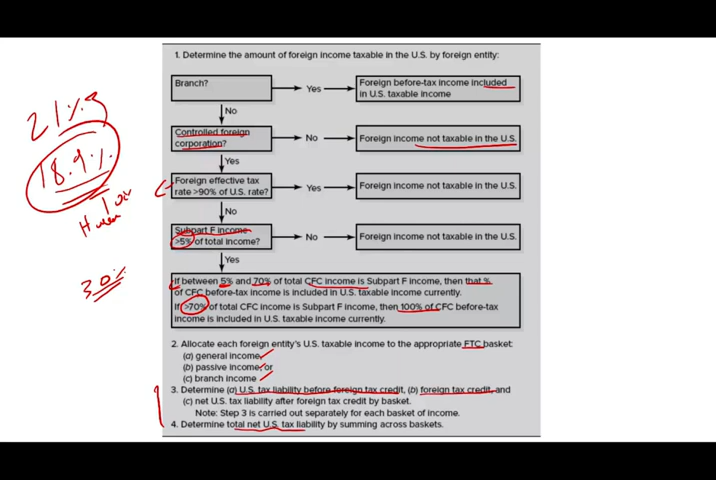 1. Determine the amount of foreign income taxable in the U.S. by foreign entity:
Branch?
Yes
Foreign before-tax income included
in U.S. taxable income
No
Controlled foreign
corporation?
No
Foreign income not taxable in the U.S.
Yes
Foreign effective tax
rate >90% of U.S. rate?
Yes
Foreign income not taxable in the U.S.
No
Subpart F income
>5% of total income?
No
Foreign income not taxable in the U.S.
Yes
If between 5% and 70% of total CFC income is Subpart F income, then that %
of CFC before-tax income is included in U.S. taxable income currently.
If >70% of total CFC income is Subpart F income, then 100% of CFC before-tax
income is included in U.S. taxable income currently.
2. Allocate each foreign entity's U.S. taxable income to the appropriate FTC basket:
(a) general income,
(b) passive income, or
(c) branch income
3. Determine (a) U.S. tax liability before foreign tax credit, (b) foreign tax credit, and
(c) net U.S. tax liability after foreign tax credit by basket.
Note: Step 3 is carried out separately for each basket of income.
4. Determine total net U.S. tax liability by summing across baskets.
21%
18.9%
30%